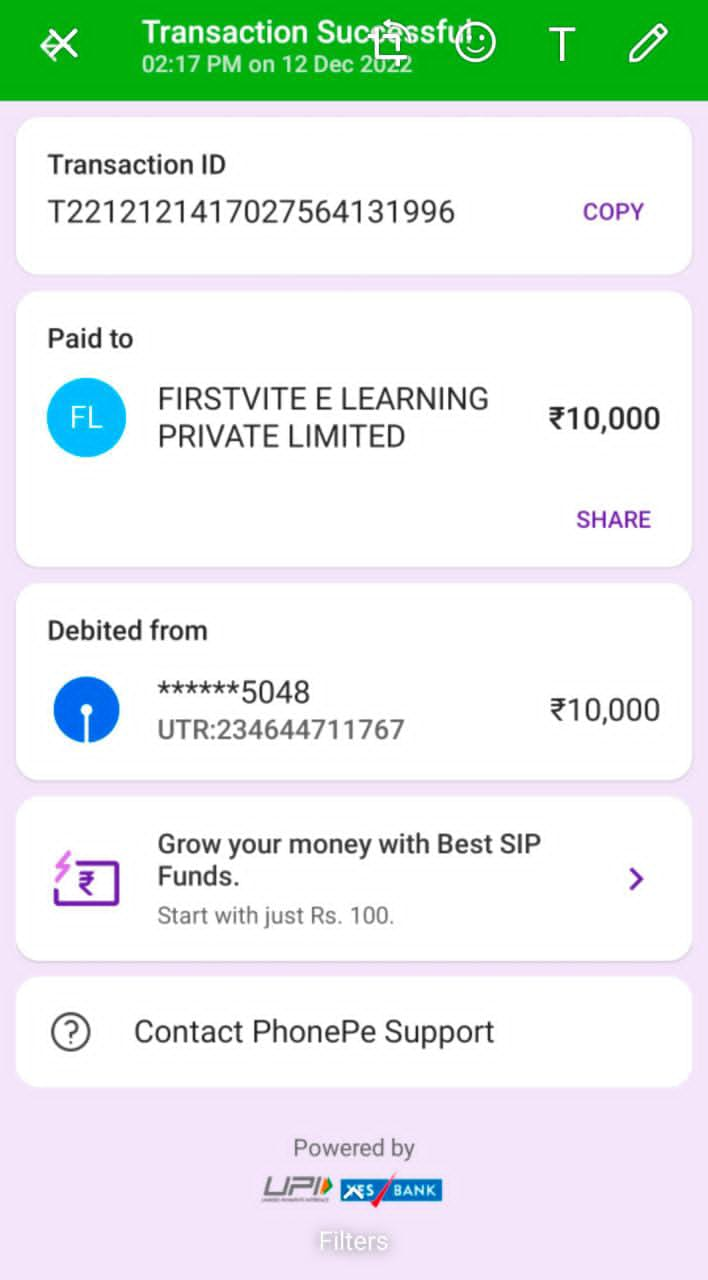 Transaction Successful
02:17 PM on 12 Dec 2022
T
Transaction ID
T2212121417027564131996
COPY
Paid to
FL
FIRSTVITE E LEARNING
PRIVATE LIMITED
₹10,000
SHARE
Debited from
******5048
₹10,000
UTR:234644711767
₹
Grow your money with Best SIP
Funds.
Start with just Rs. 100.
?
Contact PhonePe Support
Powered by
UPI YES BANK
Filters